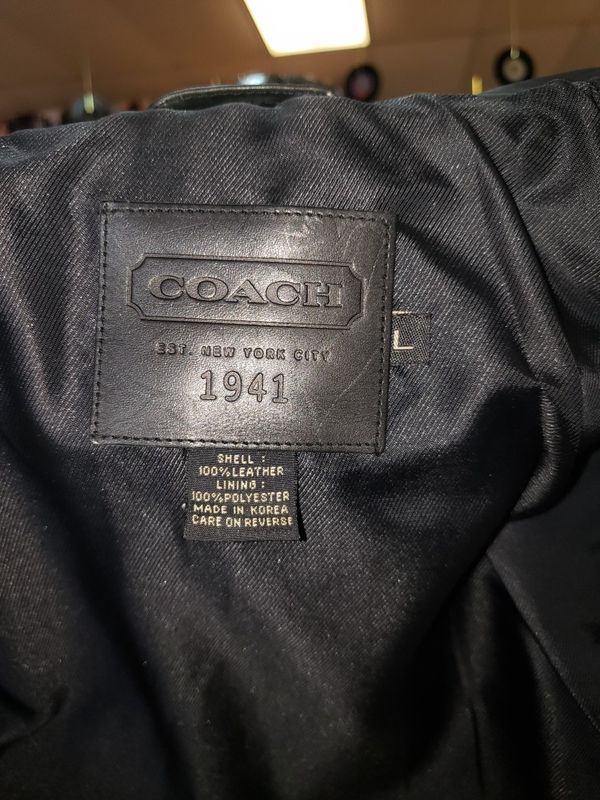 COACH
EST. NEW YORK CITY
1941
L
SHELL :
100%LEATHER
LINING :
100%POLYESTER
MADE IN KOREA
CARE ON REVERSE